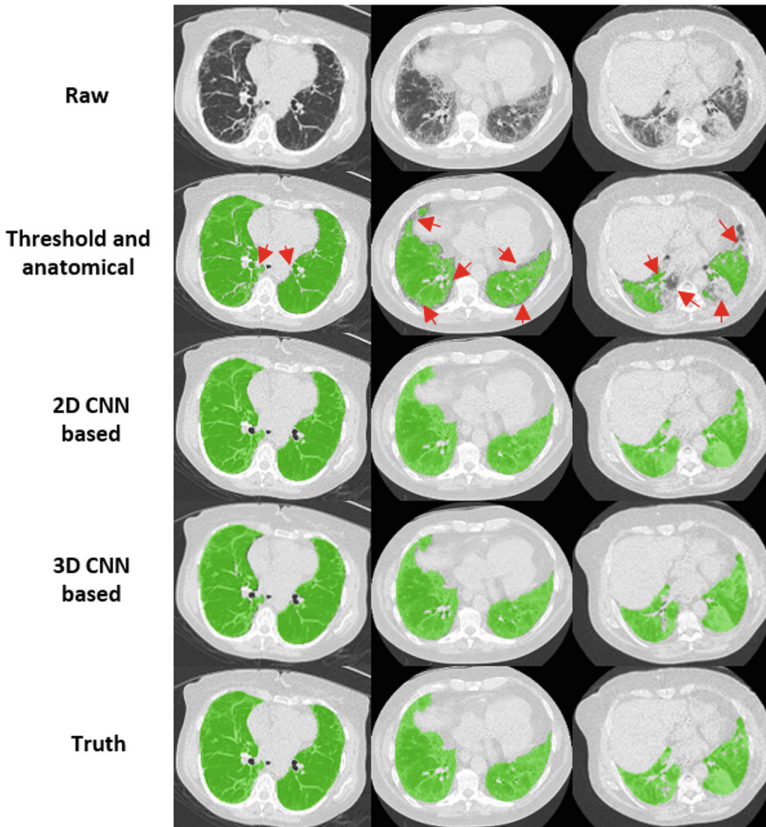 Raw
Threshold and
anatomical
2D CNN
based
3D CNN
based
Truth